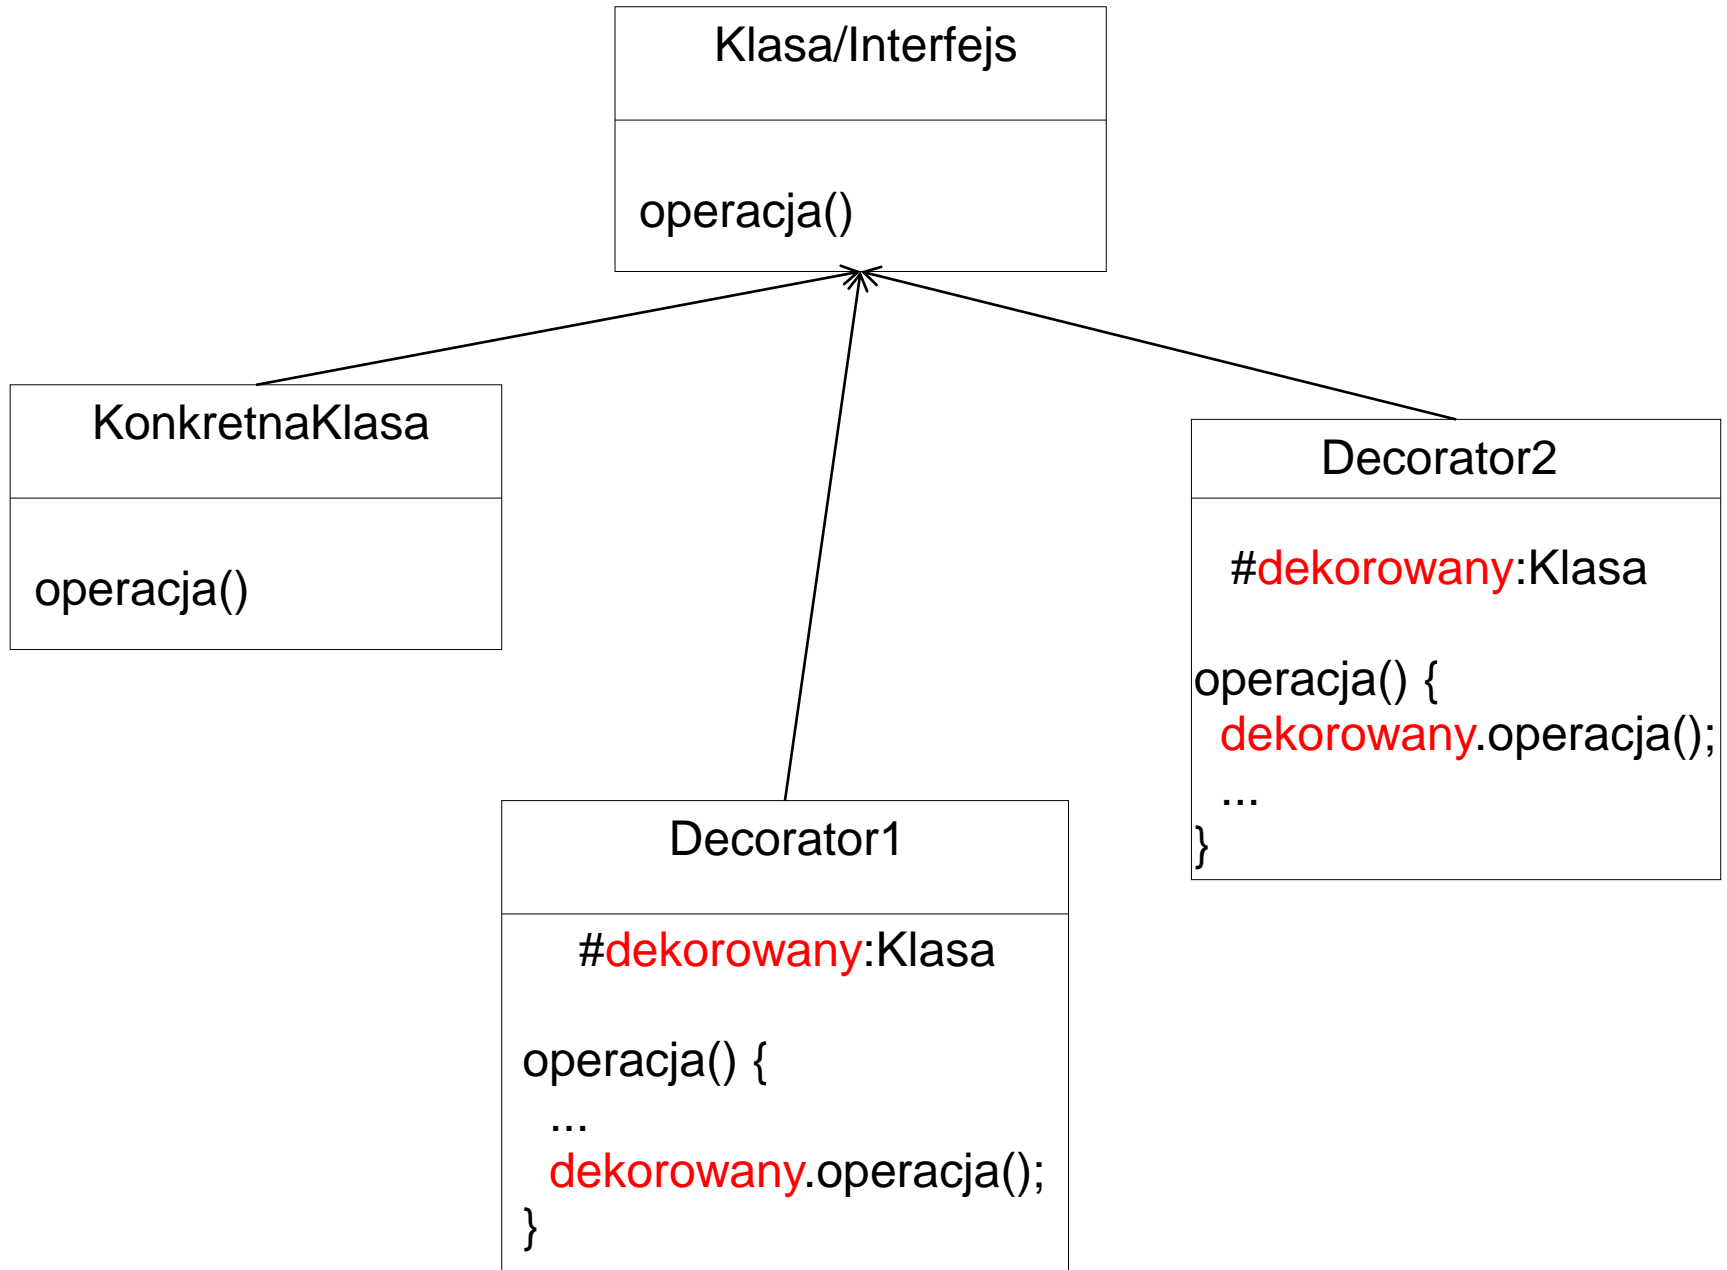 Klasa/Interfejs
operacja()
KonkretnaKlasa
operacja()
Decorator2
#dekorowany:Klasa
operacja() {
dekorowany.operacja();
...
}
Decorator1
#dekorowany:Klasa
operacja() {
...
dekorowany.operacja();
}